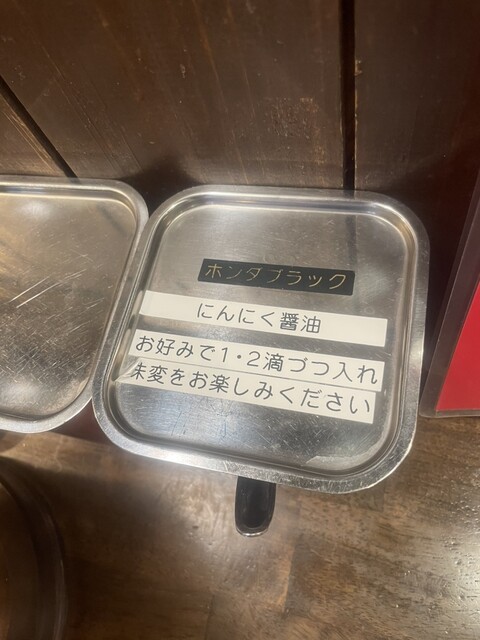 ホンダブラック
にんにく醤油
お好みで1・2滴づつ入れ
味変をお楽しみください